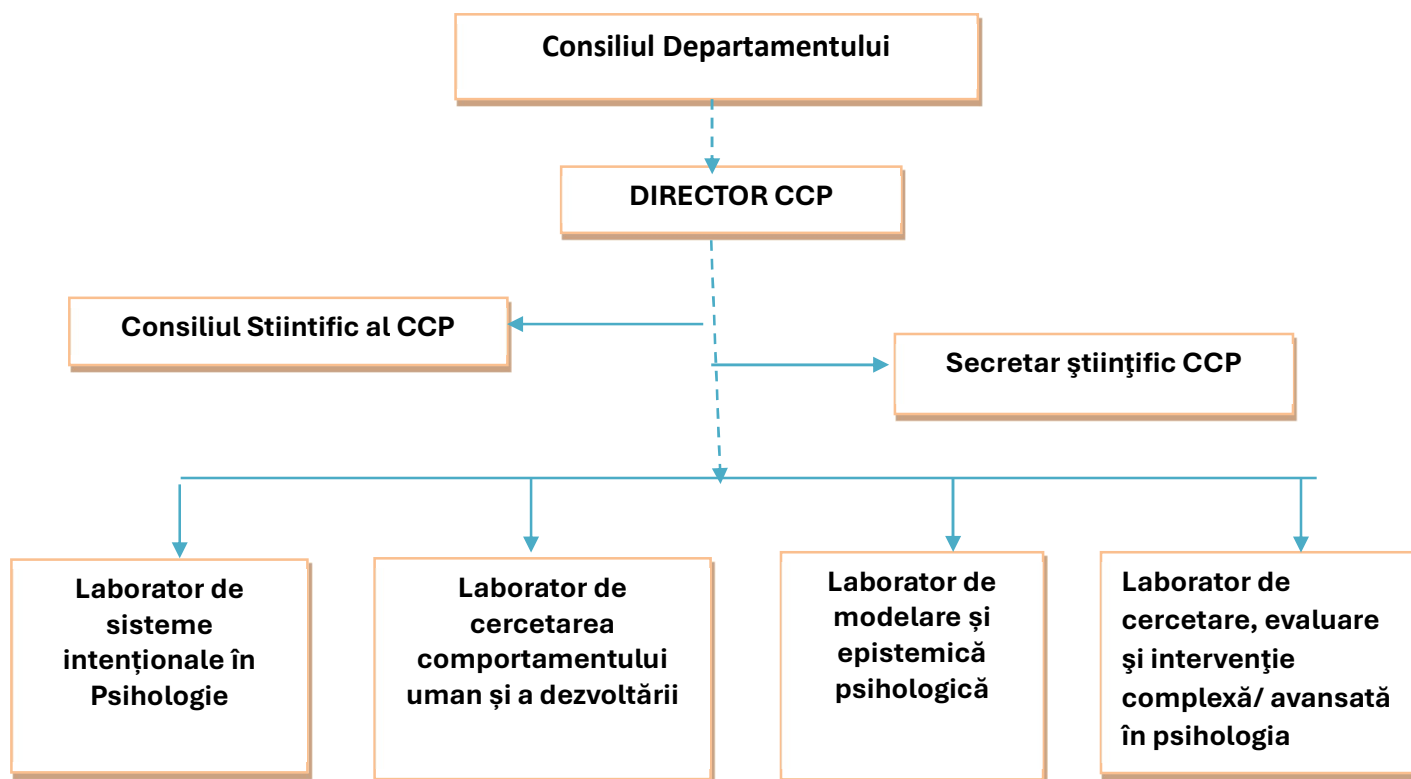 Consiliul Departamentului
DIRECTOR CCP
Consiliul Stiintific al CCP
Secretar ştiinţific CCP
Laborator de
sisteme
intenționale în
Psihologie
Laborator de
cercetarea
comportamentului
uman și a dezvoltării
Laborator de
modelare și
epistemică
psihologică
Laborator de
cercetare, evaluare
şi intervenţie
complexă/ avansată
în psihologia